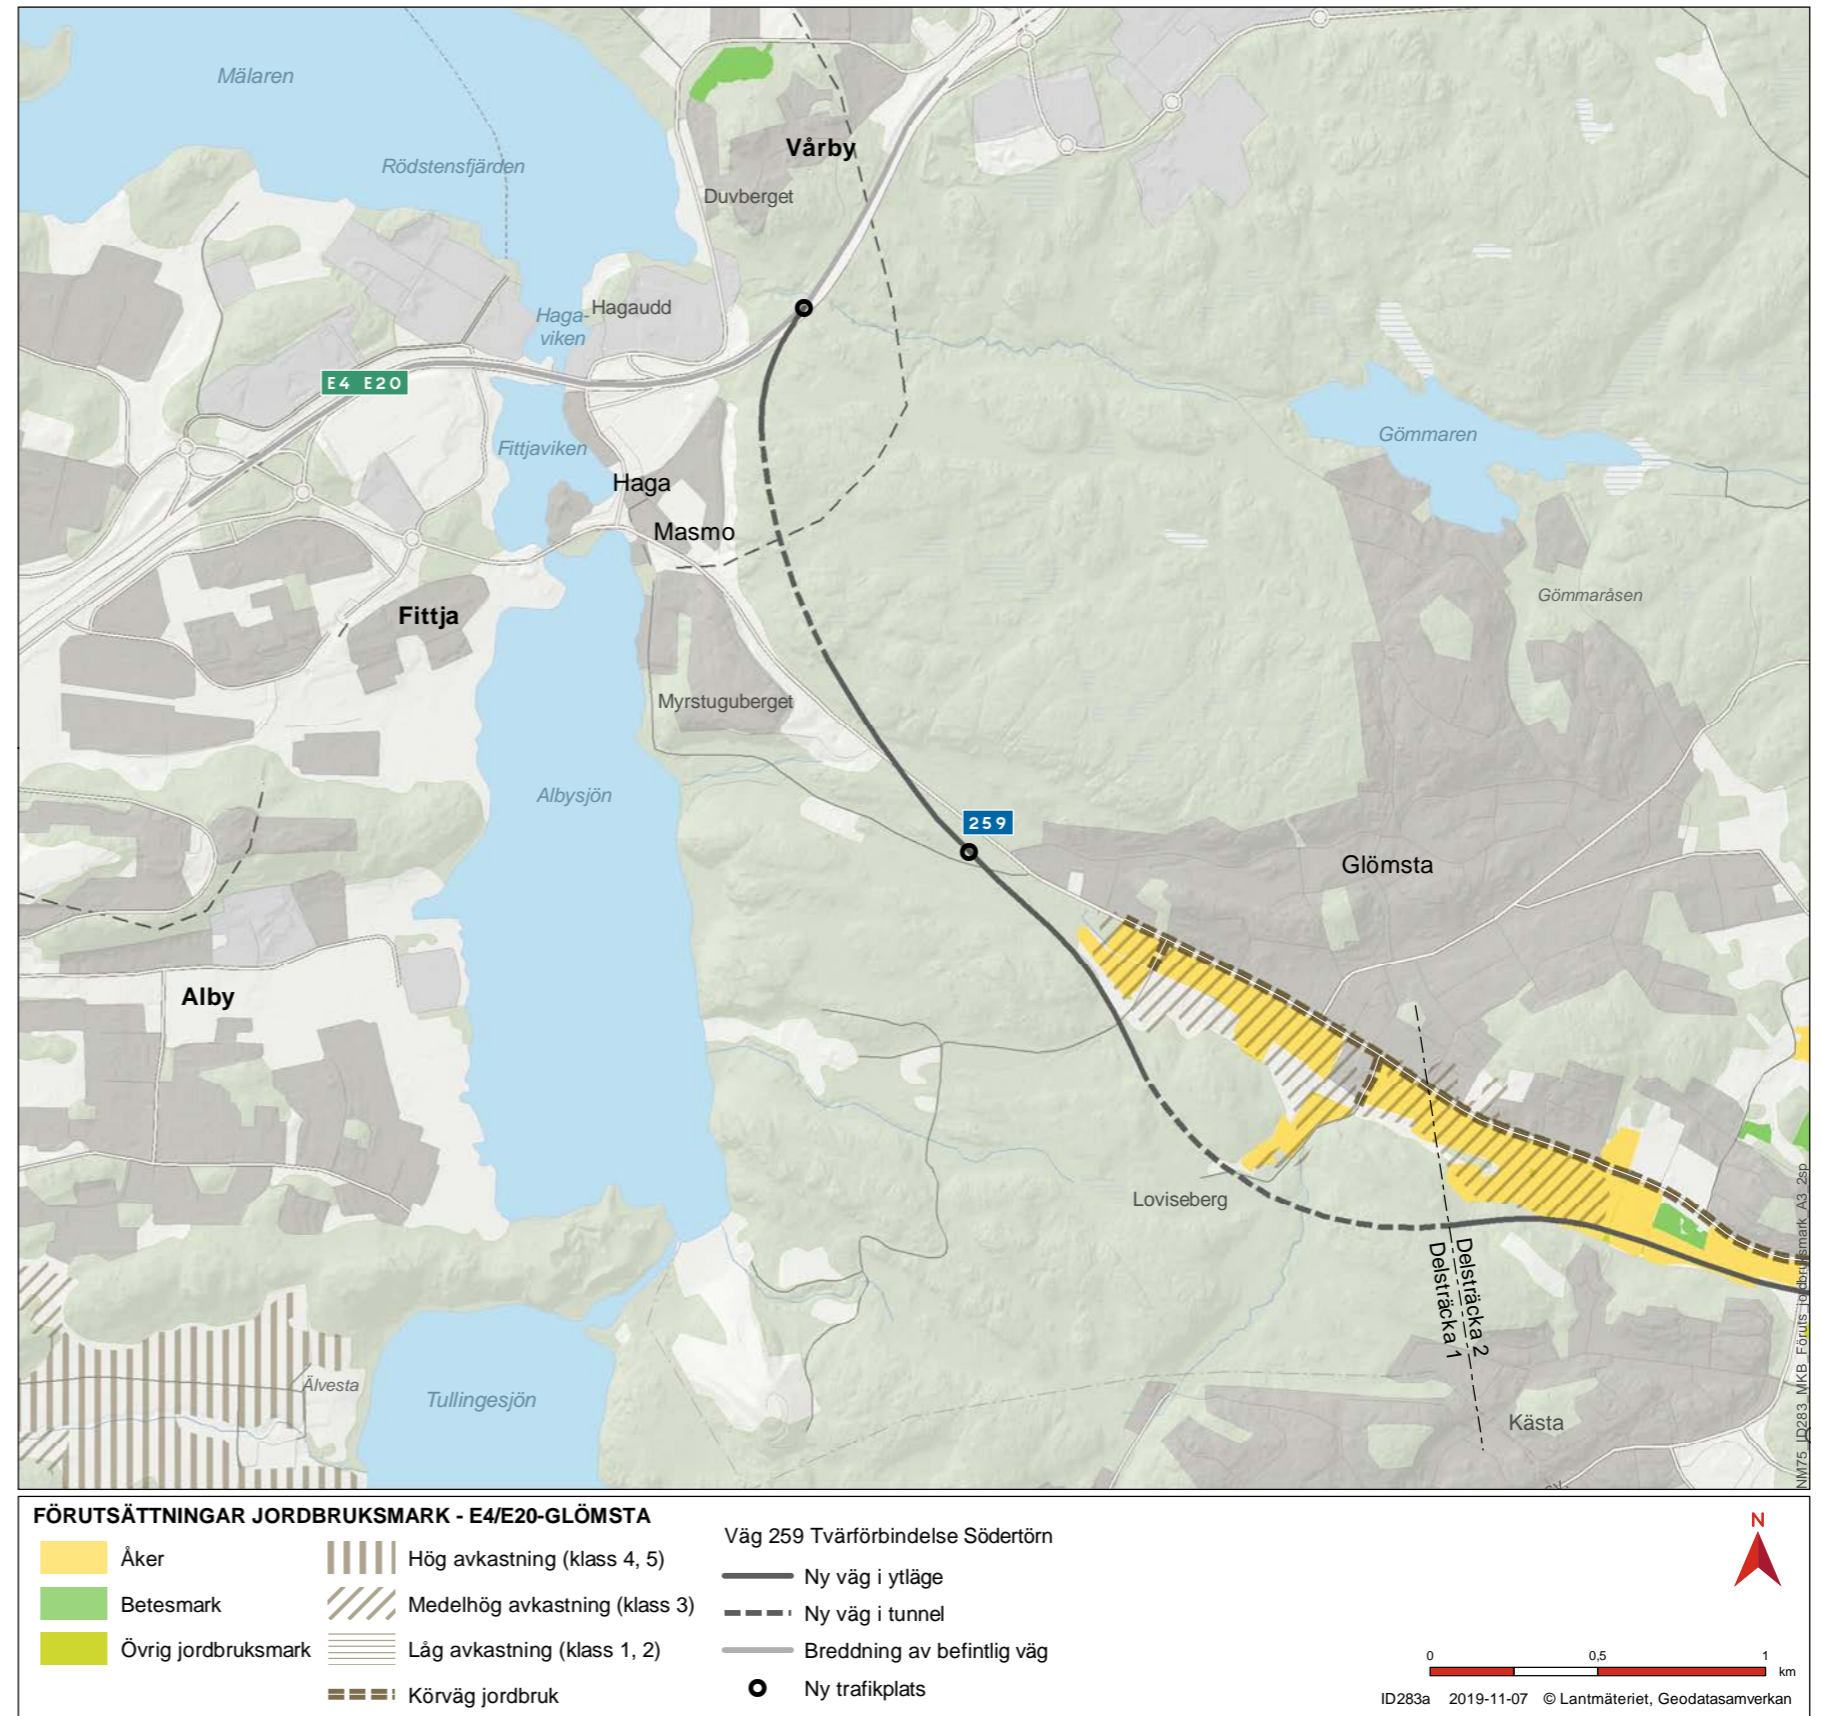 Mälaren
Rödstensfjärden
Vårby
Duvberget
Haga-
viken
Hagaudd
E4 E20
Fittjaviken
Gömmaren
Haga
Masmo
Gömmaråsen
Fittja
Myrstuguberget
Albysjön
259
Glömsta
Alby
Loviseberg
Delsträcka 2
Delsträcka 1
Älvesta
Tullingesjön
Kästa
NM75_ID283_MKB_Föruts_jordbruksmark_A3_2sp
FÖRUTSÄTTNINGAR JORDBRUKSMARK - E4/E20-GLÖMSTA
Åker
Betesmark
Övrig jordbruksmark
Hög avkastning (klass 4, 5)
Medelhög avkastning (klass 3)
Låg avkastning (klass 1, 2)
Körväg jordbruk
Väg 259 Tvärförbindelse Södertörn
Ny väg i ytläge
Ny väg i tunnel
Breddning av befintlig väg
Ny trafikplats
N
0 0,5 1
km
ID283a 2019-11-07 © Lantmäteriet, Geodatasamverkan